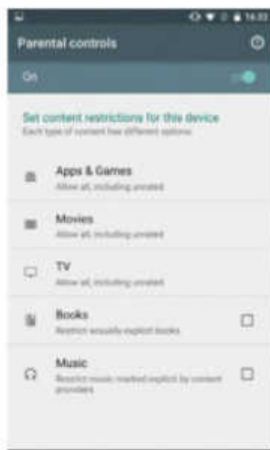 16:33
Parental controls
On
Set content restrictions for this device
Each type of content has different options.
Apps & Games
Allow all, including unrated
Movies
Allow all, including unrated
TV
Allow all, including unrated
Books
Restrict sexually explicit books
Music
Restrict music marked explicit by content
providers